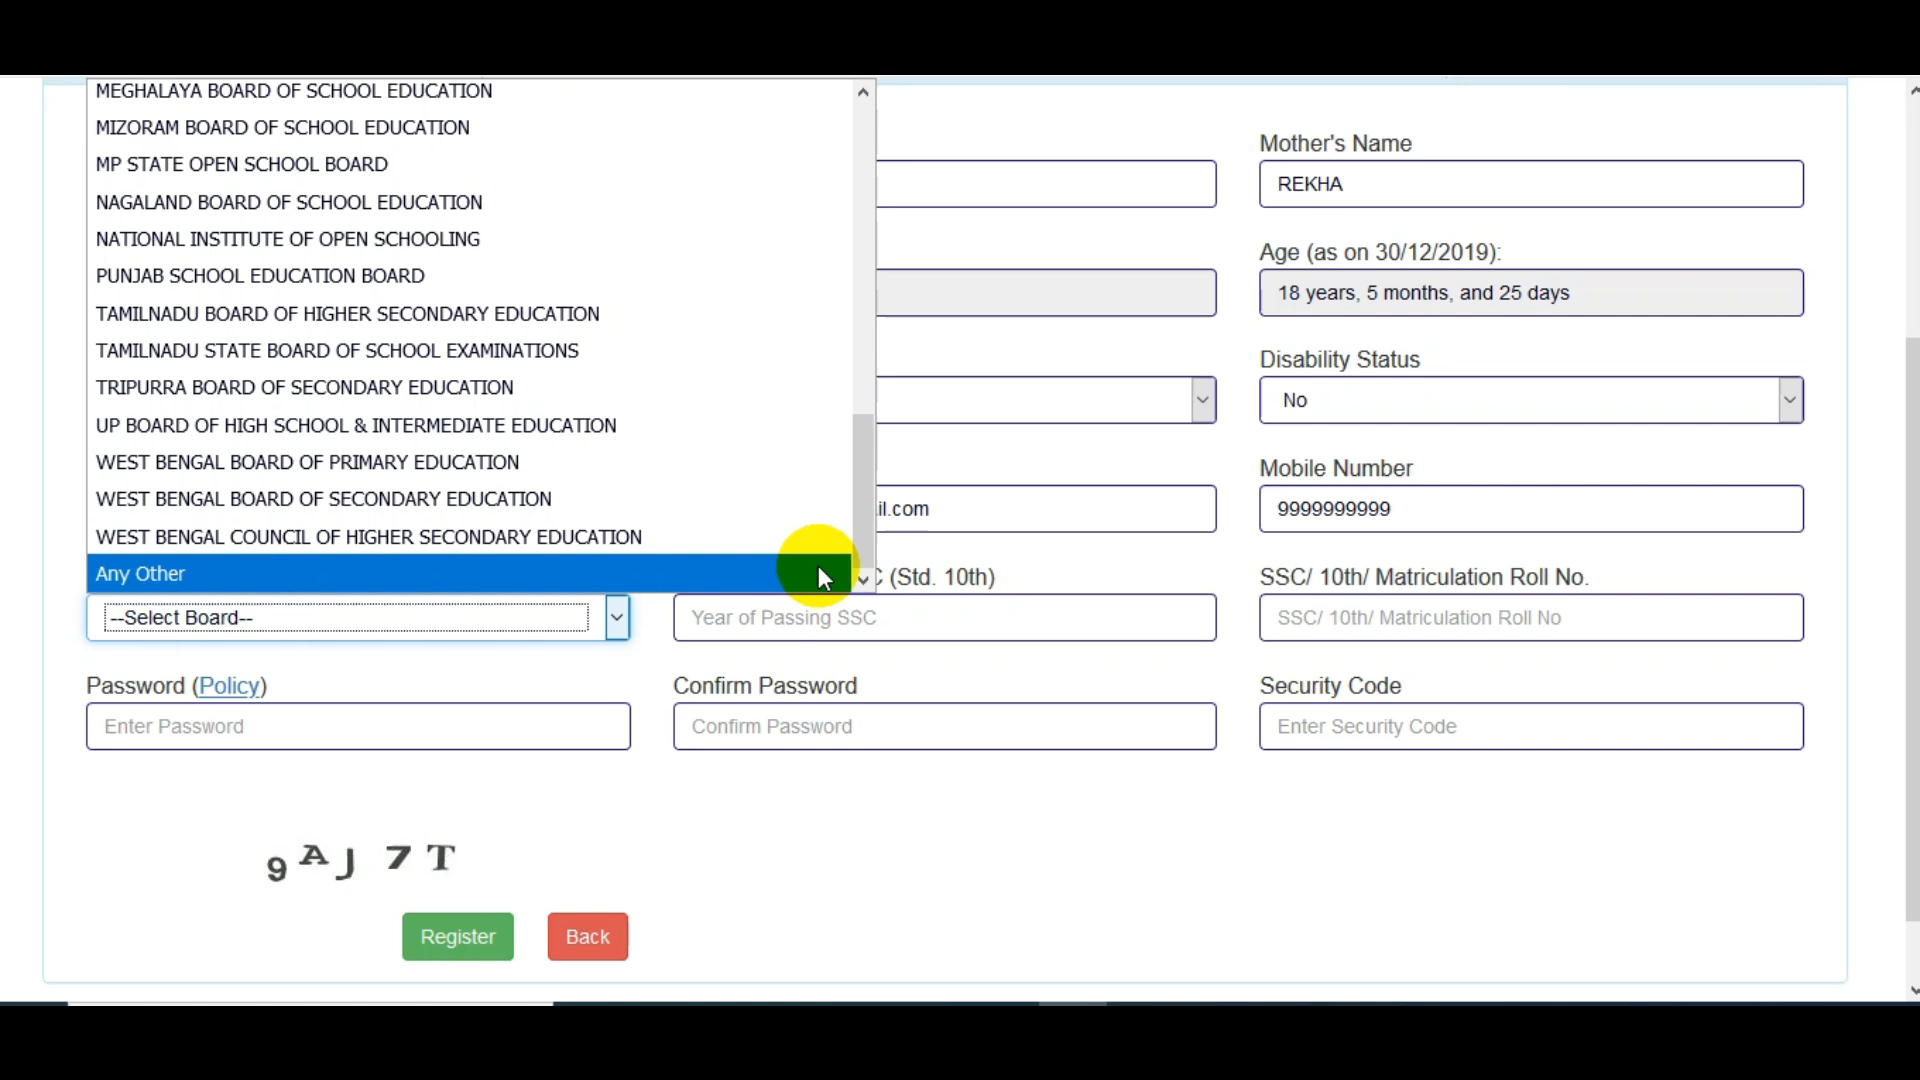 MEGHALAYA BOARD OF SCHOOL EDUCATION
MIZORAM BOARD OF SCHOOL EDUCATION
MP STATE OPEN SCHOOL BOARD
NAGALAND BOARD OF SCHOOL EDUCATION
NATIONAL INSTITUTE OF OPEN SCHOOLING
PUNJAB SCHOOL EDUCATION BOARD
TAMILNADU BOARD OF HIGHER SECONDARY EDUCATION
TAMILNADU STATE BOARD OF SCHOOL EXAMINATIONS
TRIPURRA BOARD OF SECONDARY EDUCATION
UP BOARD OF HIGH SCHOOL & INTERMEDIATE EDUCATION
WEST BENGAL BOARD OF PRIMARY EDUCATION
WEST BENGAL BOARD OF SECONDARY EDUCATION
WEST BENGAL COUNCIL OF HIGHER SECONDARY EDUCATION
Any Other
--Select Board--
Mother's Name
REKHA
Age (as on 30/12/2019):
18 years, 5 months, and 25 days
Disability Status
No
il.com
Mobile Number
9999999999
(Std. 10th)
Year of Passing SSC
SSC/ 10th/ Matriculation Roll No.
SSC/ 10th/ Matriculation Roll No
Password (Policy)
Enter Password
Confirm Password
Confirm Password
Security Code
Enter Security Code
9AJ 7T
Register
Back